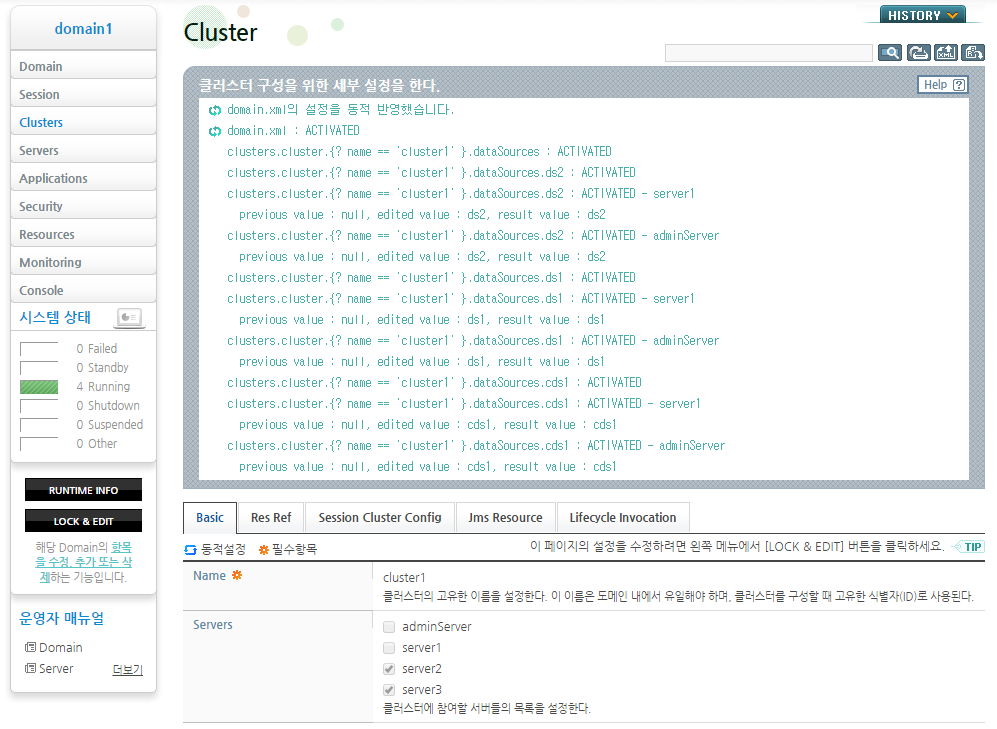 domain1
Domain
Session
Clusters
Servers
Applications
Security
Resources
Monitoring
Console
시스템 상태
0 Failed
0 Standby
4 Running
0 Shutdown
0 Suspended
0 Other
RUNTIME INFO
LOCK & EDIT
해당 Domain의 항목
을 수정, 추가 또는 삭
제하는 기능입니다.
운영자 매뉴얼
Domain
Server 더보기
HISTORY
Cluster
XML
클러스터 구성을 위한 세부 설정을 한다.
Help ?
domain.xml의 설정을 동적 반영했습니다.
domain.xml : ACTIVATED
clusters.cluster.{? name == 'cluster1' }.dataSources : ACTIVATED
clusters.cluster.{? name == 'cluster1' }.dataSources.ds2 : ACTIVATED
clusters.cluster.{? name == 'cluster1' }.dataSources.ds2 : ACTIVATED - server1
previous value : null, edited value : ds2, result value : ds2
clusters.cluster.{? name == 'cluster1' }.dataSources.ds2 : ACTIVATED - adminServer
previous value : null, edited value : ds2, result value : ds2
clusters.cluster.{? name == 'cluster1' }.dataSources.ds1 : ACTIVATED
clusters.cluster.{? name == 'cluster1' }.dataSources.ds1 : ACTIVATED - server1
previous value : null, edited value : ds1, result value : ds1
clusters.cluster.{? name == 'cluster1' }.dataSources.ds1 : ACTIVATED - adminServer
previous value : null, edited value : ds1, result value : ds1
clusters.cluster.{? name == 'cluster1' }.dataSources.cds1 : ACTIVATED
clusters.cluster.{? name == 'cluster1' }.dataSources.cds1 : ACTIVATED - server1
previous value : null, edited value : cds1, result value : cds1
clusters.cluster.{? name == 'cluster1' }.dataSources.cds1 : ACTIVATED - adminServer
previous value : null, edited value : cds1, result value : cds1
Basic Res Ref Session Cluster Config Jms Resource Lifecycle Invocation
동적설정 필수항목 이 페이지의 설정을 수정하려면 왼쪽 메뉴에서 [LOCK & EDIT] 버튼을 클릭하세요. TIP
Name cluster1
클러스터의 고유한 이름을 설정한다. 이 이름은 도메인 내에서 유일해야 하며, 클러스터를 구성할 때 고유한 식별자(ID)로 사용된다.
Servers adminServer
server1
server2
server3
클러스터에 참여할 서버들의 목록을 설정한다.